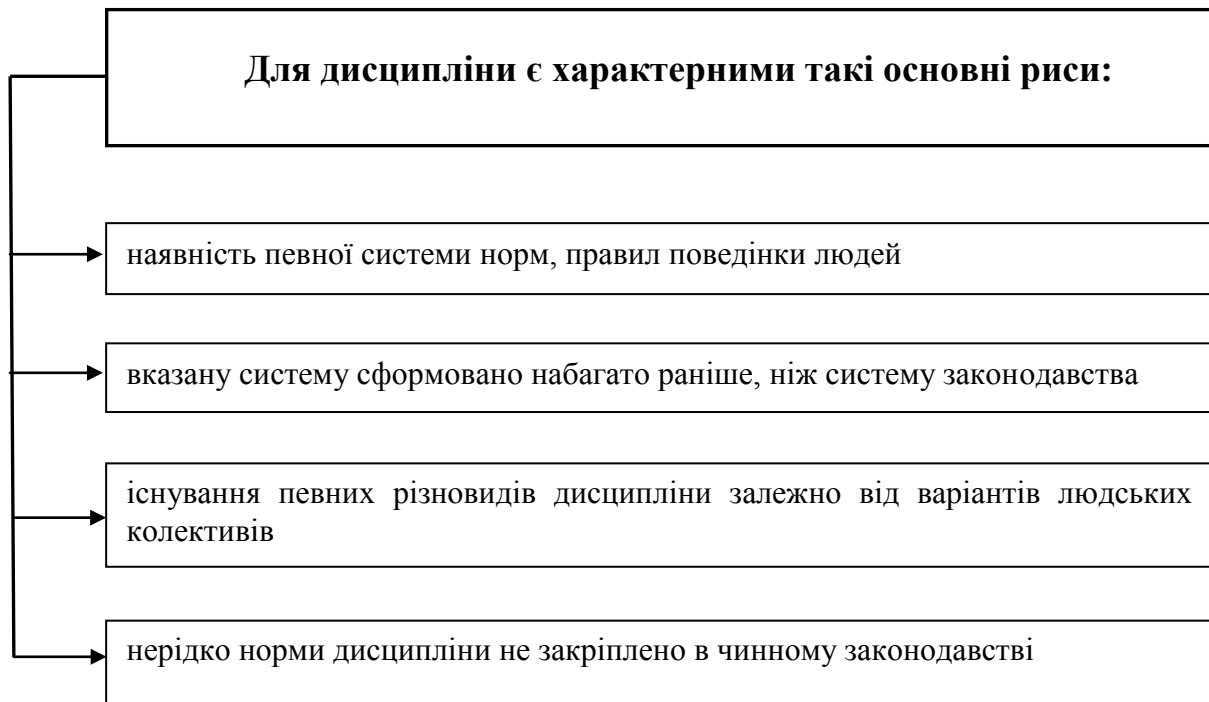 Для дисципліни є характерними такі основні риси:
наявність певної системи норм, правил поведінки людей
вказану систему сформовано набагато раніше, ніж систему законодавства
існування певних різновидів дисципліни залежно від варіантів людських
колективів
нерідко норми дисципліни не закріплено в чинному законодавстві